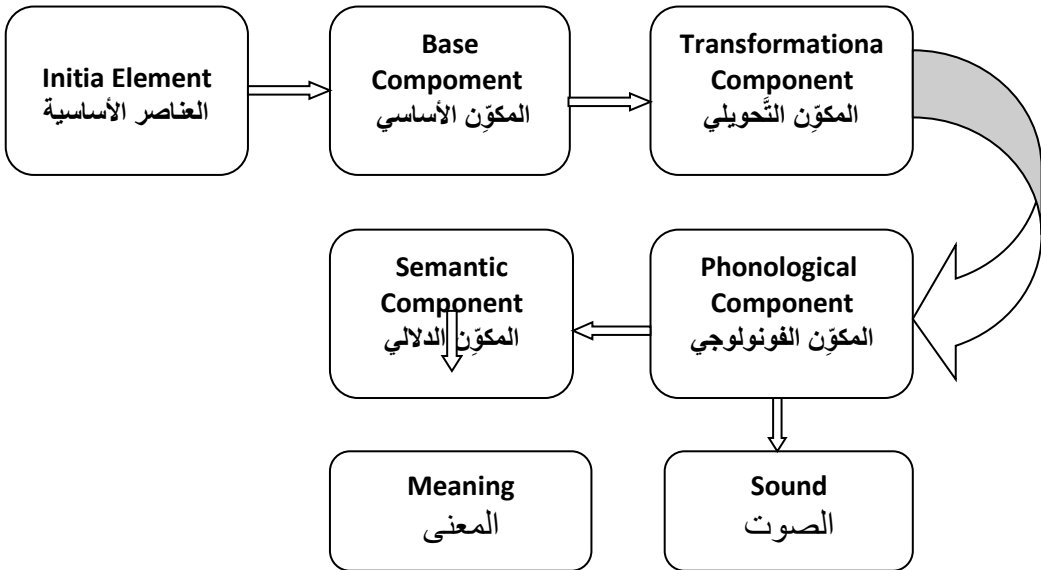 Initia Element
العناصر الأساسية
Base
Compoment
المكوِّن الأساسي
Transformationa
Component
المكوِّن التَّحويلي
Semantic
Component
المكوِّن الدلالي
Phonological
Component
المكوِّن الفونولوجي
Meaning
المعنى
Sound
الصوت